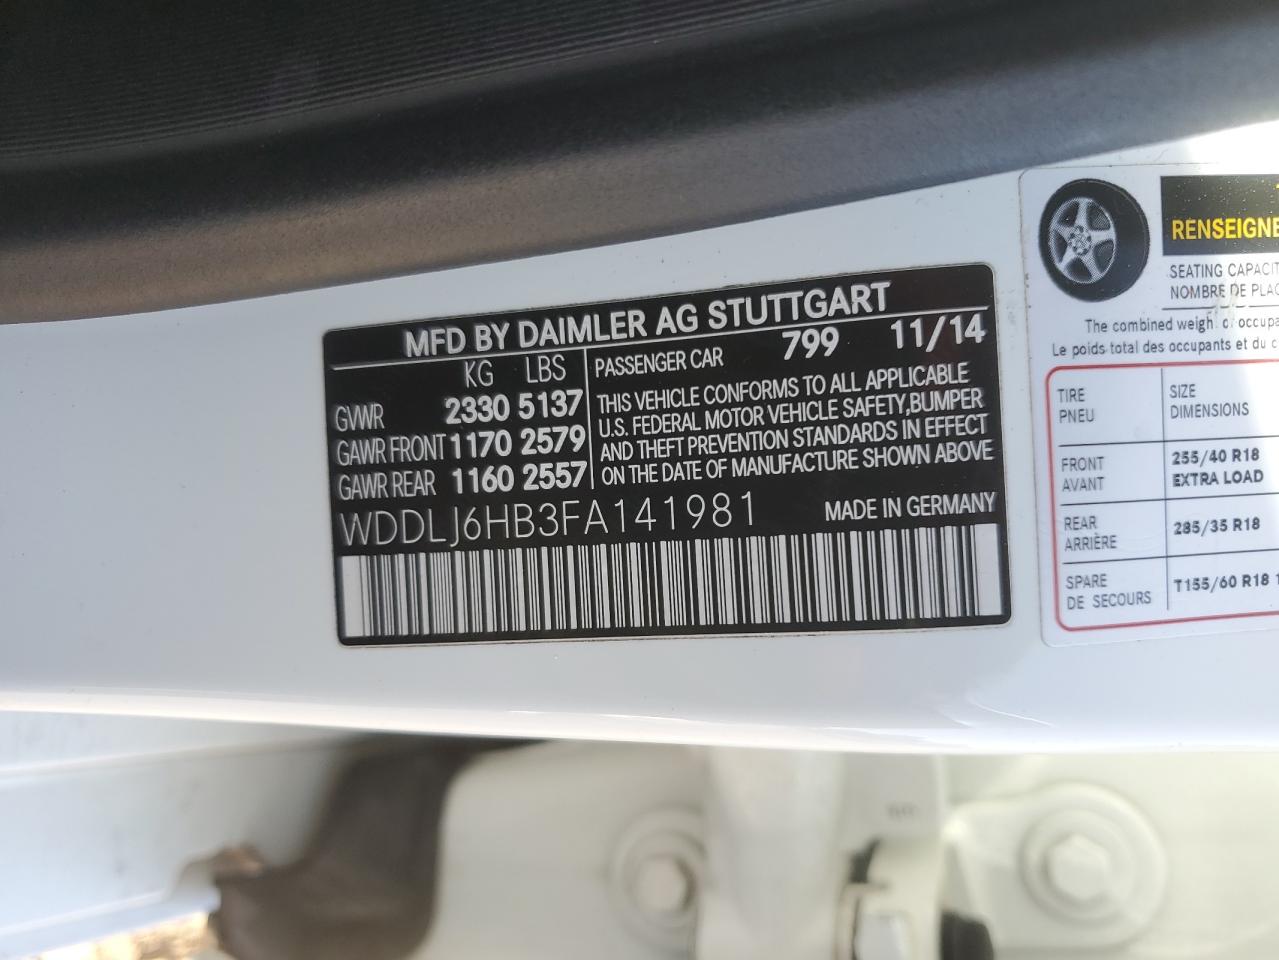 MFD BY DAIMLER AG STUTTGART
KG LBS
GVWR 2330 5137
GAWR FRONT 1170 2579
GAWR REAR 1160 2557
PASSENGER CAR 799 11/14
THIS VEHICLE CONFORMS TO ALL APPLICABLE
U.S. FEDERAL MOTOR VEHICLE SAFETY,BUMPER
AND THEFT PREVENTION STANDARDS IN EFFECT
ON THE DATE OF MANUFACTURE SHOWN ABOVE
WDDLJ6HB3FA141981 MADE IN GERMANY
RENSEIGNE
SEATING CAPACIT
NOMBRE DE PLAC
The combined weight of occupa
Le poids total des occupants et du c
TIRE SIZE
PNEU DIMENSIONS
FRONT 255/40 R18
AVANT EXTRA LOAD
REAR 285/35 R18
ARRIÈRE
SPARE T155/60 R18 1
DE SECOURS